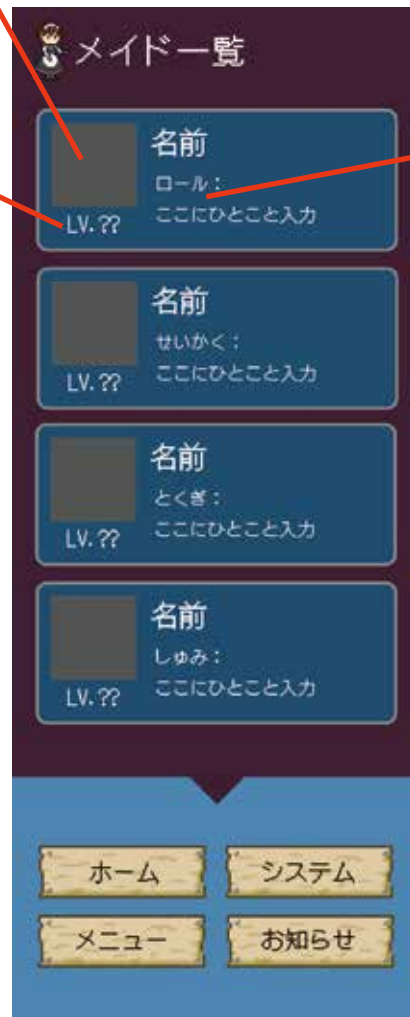 メイド一覧
名前
ロール：
ここにひとこと入力
LV.??
名前
せいかく：
ここにひとこと入力
LV.??
名前
とくぎ：
ここにひとこと入力
LV.??
名前
しゅみ：
ここにひとこと入力
LV.??
ホーム
システム
メニュー
お知らせ